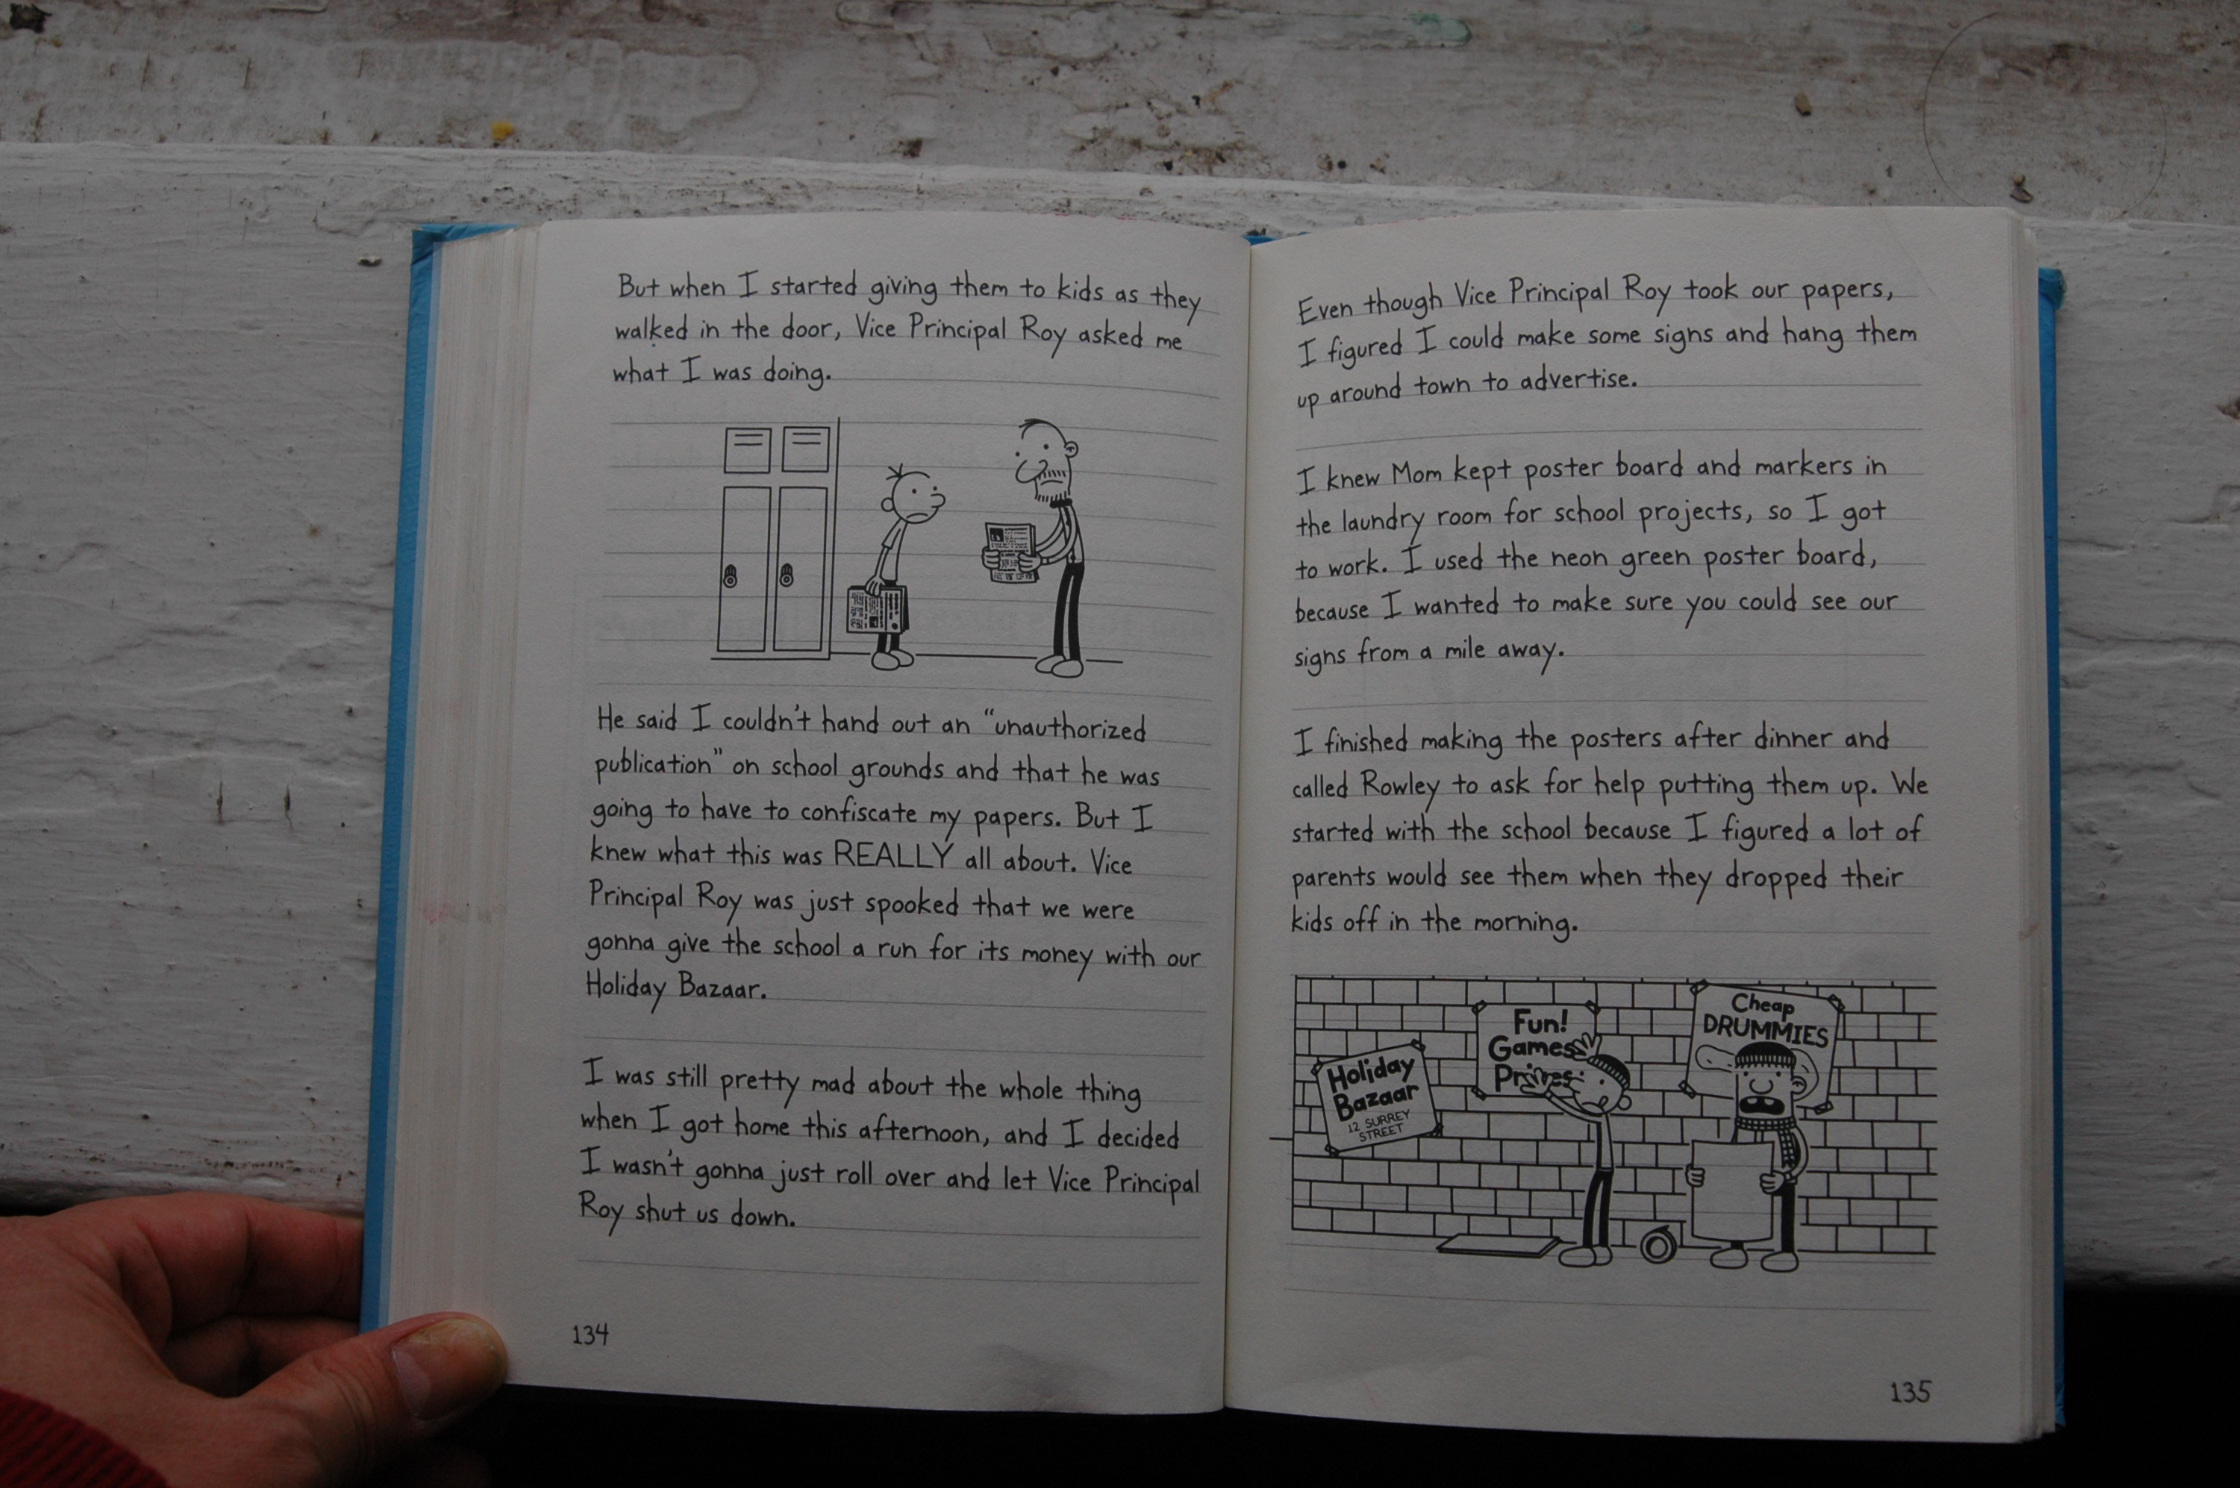 But when I started giving them to kids as they
walked in the door, Vice Principal Roy asked me
what I was doing.
He said I couldn't hand out an “unauthorized
publication” on school grounds and that he was
going to have to confiscate my papers. But I
knew what this was REALLY all about. Vice
Principal Roy was just spooked that we were
gonna give the school a run for its money with our
Holiday Bazaar.
I was still pretty mad about the whole thing
when I got home this afternoon, and I decided
I wasn't gonna just roll over and let Vice Principal
Roy shut us down.
134
Even though Vice Principal Roy took our papers,
I figured I could make some signs and hang them
up around town to advertise.
I knew Mom kept poster board and markers in
the laundry room for school projects, so I got
to work. I used the neon green poster board,
because I wanted to make sure you could see our
signs from a mile away.
I finished making the posters after dinner and
called Rowley to ask for help putting them up. We
started with the school because I figured a lot of
parents would see them when they dropped their
kids off in the morning.
Holiday
Bazaar
12 SURREY
STREET
Fun!
Games
Prizes
Cheap
DRUMMIES
135